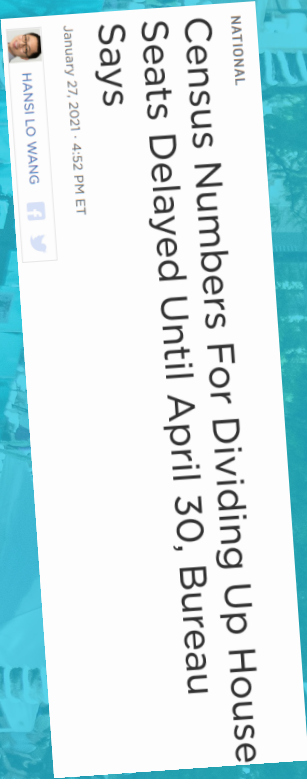 NATIONAL
Census Numbers For Dividing Up House
Seats Delayed Until April 30, Bureau
Says
January 27, 2021 · 4:52 PM ET
HANSI LO WANG